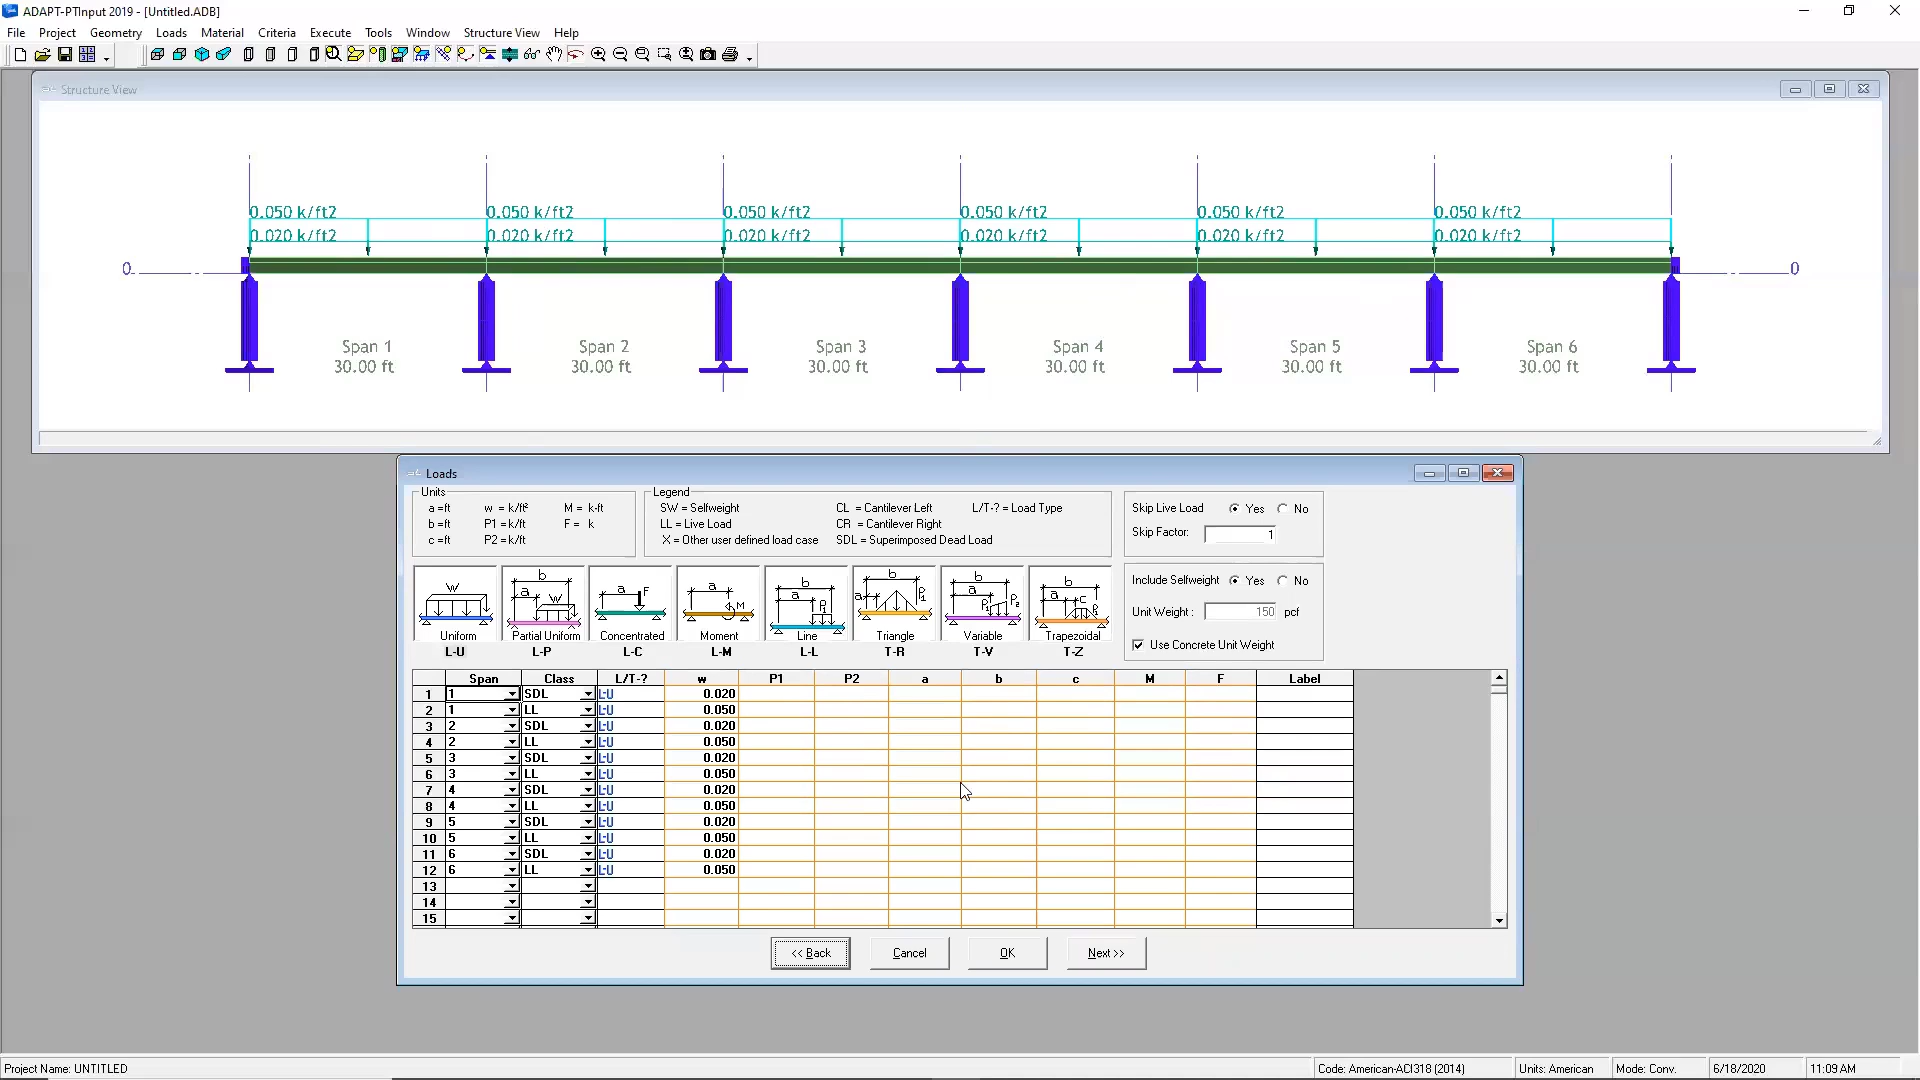 ADAPT-PTInput 2019 - [Untitled.ADB]
File Project Geometry Loads Material Criteria Execute Tools Window Structure View Help
Structure View
0.050 k/ft2 0.050 k/ft2 0.050 k/ft2 0.050 k/ft2 0.050 k/ft2 0.050 k/ft2
0.020 k/ft2 0.020 k/ft2 0.020 k/ft2 0.020 k/ft2 0.020 k/ft2 0.020 k/ft2
0 0
Span 1 Span 2 Span 3 Span 4 Span 5 Span 6
30.00 ft 30.00 ft 30.00 ft 30.00 ft 30.00 ft 30.00 ft
Loads
Units
a =ft w = k/ft² M = k-ft
b =ft P1 = k/ft F = k
c =ft P2 = k/ft
Legend
SW = Selfweight CL = Cantilever Left L/T-? = Load Type
LL = Live Load CR = Cantilever Right
X = Other user defined load case SDL = Superimposed Dead Load
Skip Live Load Yes No
Skip Factor: 1
Include Selfweight Yes No
Unit Weight : 150 pcf
Use Concrete Unit Weight
W b a W a F a M b a P1 b a P1 b a P1 P2 b a C P1
Uniform Partial Uniform Concentrated Moment Line Triangle Variable Trapezoidal
L-U L-P L-C L-M L-L T-R T-V T-Z
Span Class L/T-? w P1 P2 a b c M F Label
1 1 SDL L-U 0.020
2 1 LL L-U 0.050
3 2 SDL L-U 0.020
4 2 LL L-U 0.050
5 3 SDL L-U 0.020
6 3 LL L-U 0.050
7 4 SDL L-U 0.020
8 4 LL L-U 0.050
9 5 SDL L-U 0.020
10 5 LL L-U 0.050
11 6 SDL L-U 0.020
12 6 LL L-U 0.050
13
14
15
<< Back Cancel OK Next >>
Project Name: UNTITLED Code: American-ACI318 (2014) Units: American Mode: Conv. 6/18/2020 11:09 AM